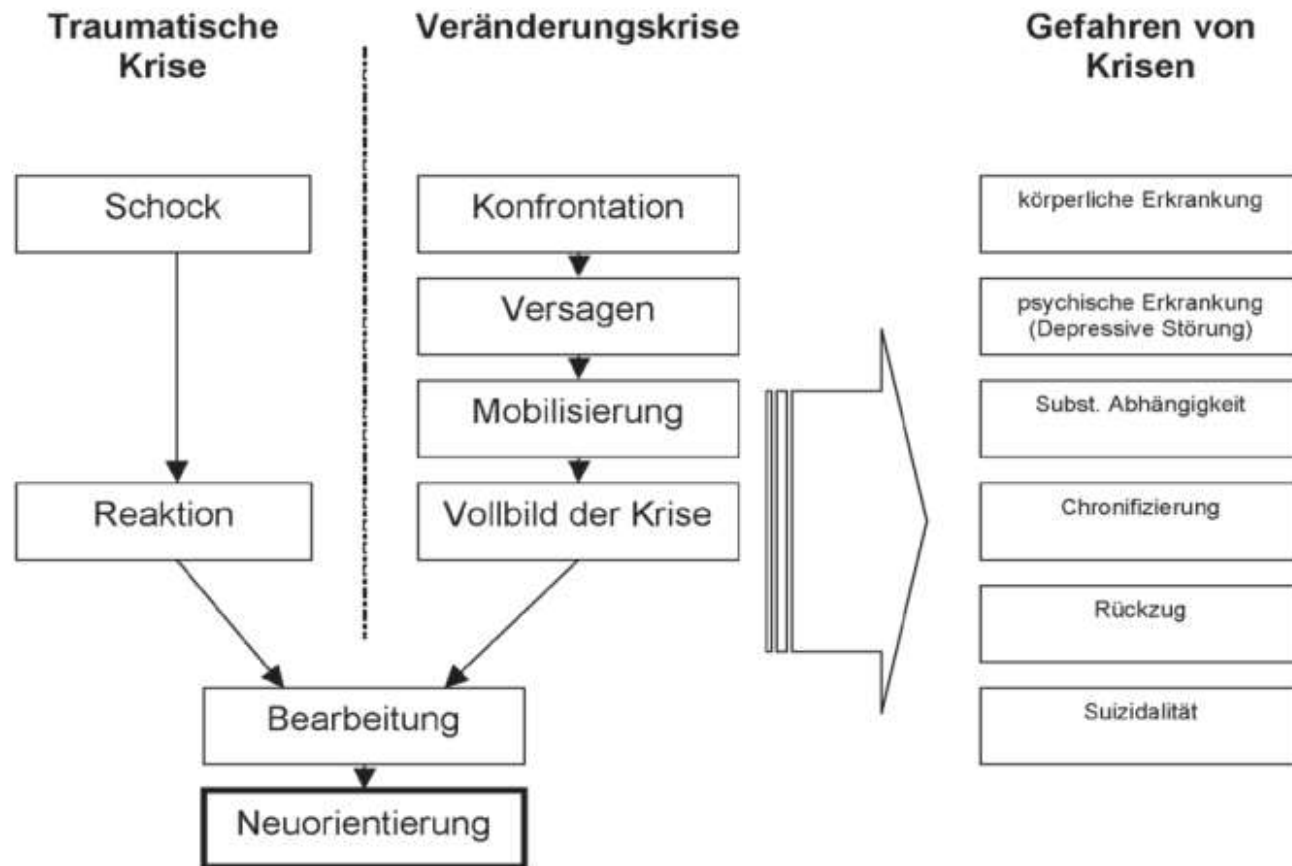 Traumatische
Krise
Veränderungskrise
Gefahren von
Krisen
Schock
Reaktion
Konfrontation
Versagen
Mobilisierung
Vollbild der Krise
Bearbeitung
Neuorientierung
körperliche Erkrankung
psychische Erkrankung
(Depressive Störung)
Subst. Abhängigkeit
Chronifizierung
Rückzug
Suizidalität